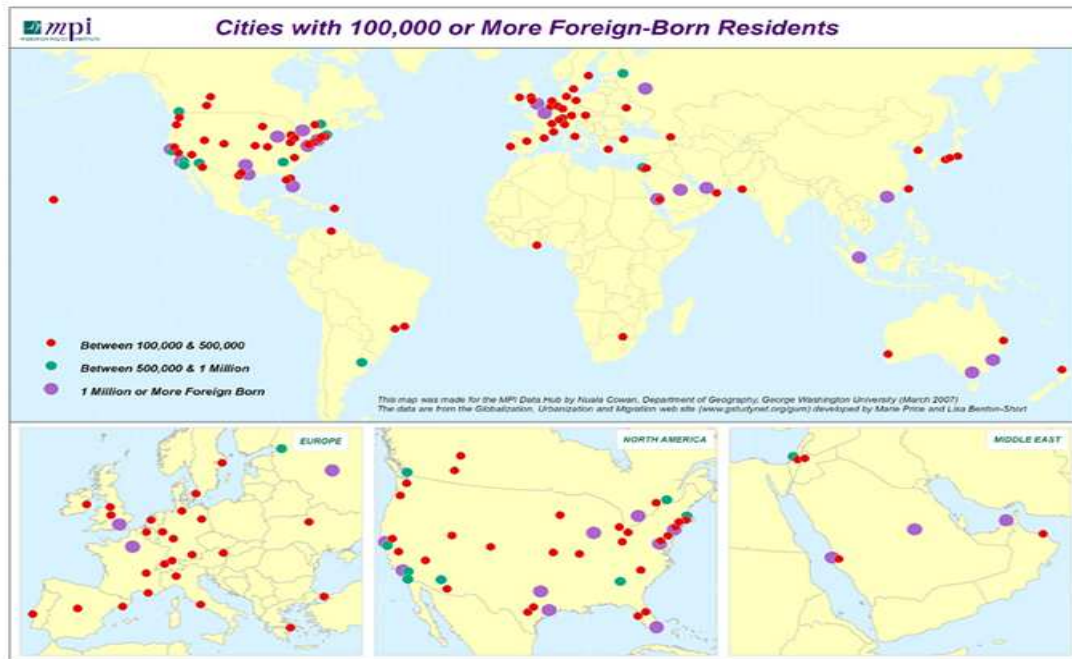 mpi
MIGRATION POLICY INSTITUTE
Cities with 100,000 or More Foreign-Born Residents
Between 100,000 & 500,000
Between 500,000 & 1 Million
1 Million or More Foreign Born
This map was made for the MPI Data Hub by Nuala Cowan, Department of Geography, George Washington University (March 2007)
The data are from the Globalization, Urbanization and Migration web site (www.gstudynet.org/gum) developed by Marie Price and Lisa Benton-Short
EUROPE
NORTH AMERICA
MIDDLE EAST